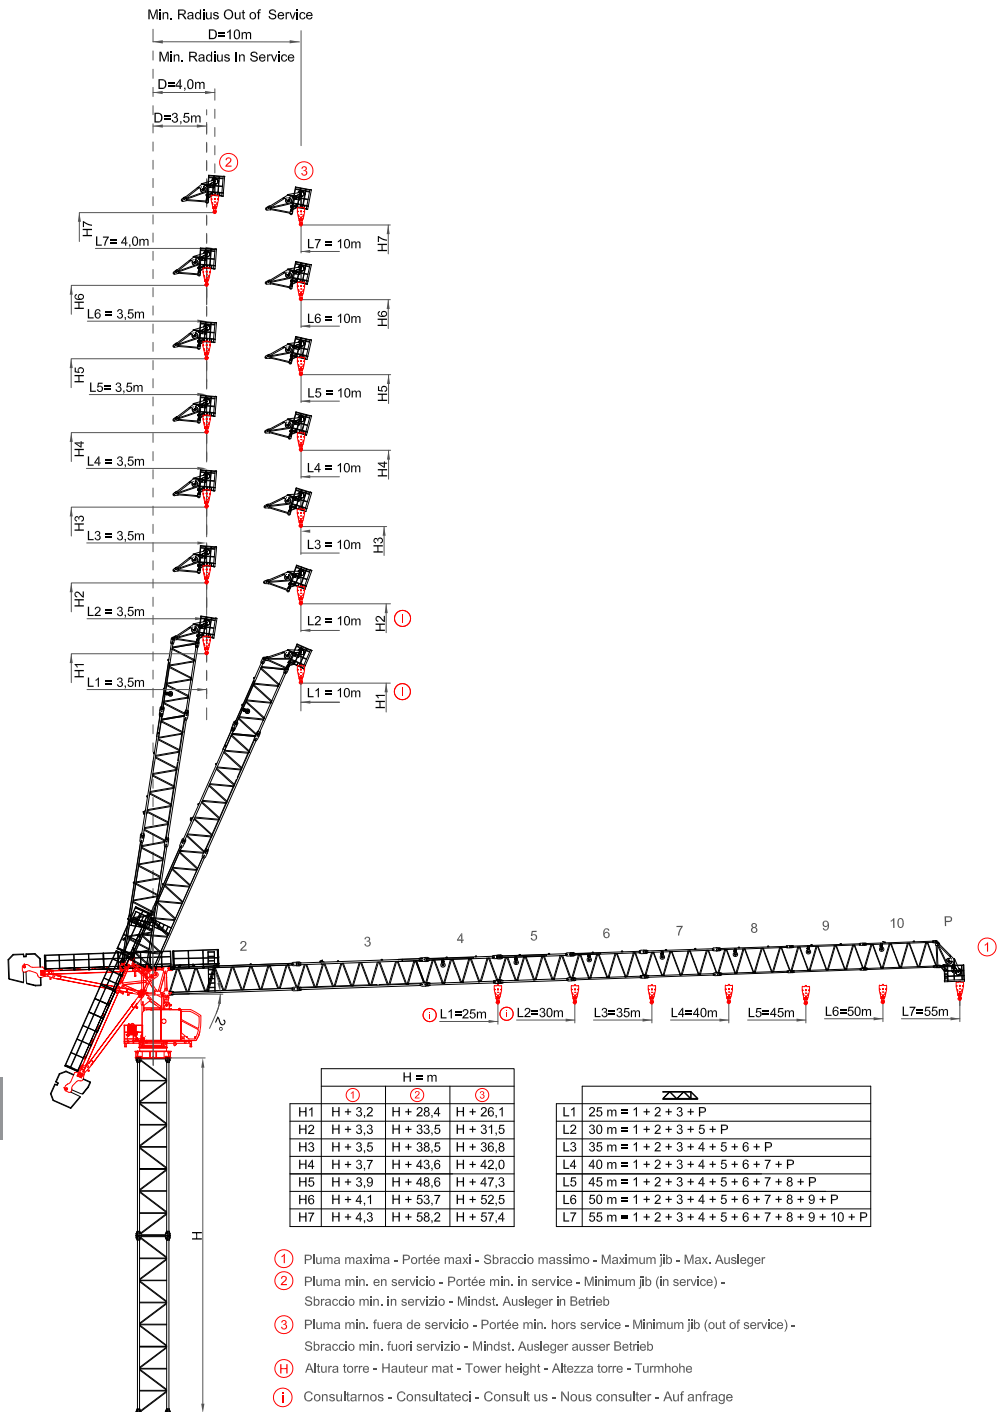 Min. Radius Out of Service
D=10m
Min. Radius In Service
D=4,0m
D=3,5m
2
3
H7
L7= 4,0m
L7 = 10m
H7
H6
L6 = 3,5m
L6 = 10m
H6
H5
L5= 3,5m
L5 = 10m
H5
H4
L4 = 3,5m
L4 = 10m
H4
H3
L3 = 3,5m
L3 = 10m
H3
H2
L2 = 3,5m
L2 = 10m
H2
I
H1
L1 = 3,5m
L1 = 10m
H1
I
2
3
4
5
6
7
8
9
10
P
1
2°
i L1=25m
i L2=30m
L3=35m
L4=40m
L5=45m
L6=50m
L7=55m
H
H = m
1 2 3
H1 H + 3,2 H + 28,4 H + 26,1
H2 H + 3,3 H + 33,5 H + 31,5
H3 H + 3,5 H + 38,5 H + 36,8
H4 H + 3,7 H + 43,6 H + 42,0
H5 H + 3,9 H + 48,6 H + 47,3
H6 H + 4,1 H + 53,7 H + 52,5
H7 H + 4,3 H + 58,2 H + 57,4
L1 25 m = 1 + 2 + 3 + P
L2 30 m = 1 + 2 + 3 + 5 + P
L3 35 m = 1 + 2 + 3 + 4 + 5 + 6 + P
L4 40 m = 1 + 2 + 3 + 4 + 5 + 6 + 7 + P
L5 45 m = 1 + 2 + 3 + 4 + 5 + 6 + 7 + 8 + P
L6 50 m = 1 + 2 + 3 + 4 + 5 + 6 + 7 + 8 + 9 + P
L7 55 m = 1 + 2 + 3 + 4 + 5 + 6 + 7 + 8 + 9 + 10 + P
1 Pluma maxima - Portée maxi - Sbraccio massimo - Maximum jib - Max. Ausleger
2 Pluma min. en servicio - Portée min. in service - Minimum jib (in service) -
Sbraccio min. in servizio - Mindst. Ausleger in Betrieb
3 Pluma min. fuera de servicio - Portée min. hors service - Minimum jib (out of service) -
Sbraccio min. fuori servizio - Mindst. Ausleger ausser Betrieb
H Altura torre - Hauteur mat - Tower height - Altezza torre - Turmhohe
i Consultarnos - Consultateci - Consult us - Nous consulter - Auf anfrage